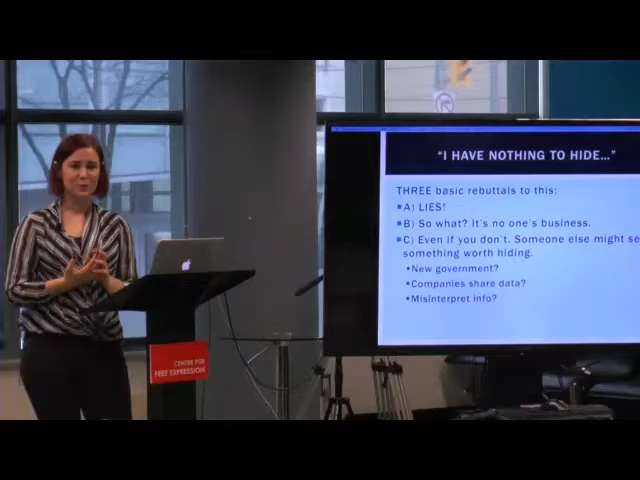 "I HAVE NOTHING TO HIDE…"
THREE basic rebuttals to this:
▪A) LIES!
▪B) So what? It's no one's business.
▪C) Even if you don't. Someone else might se
something worth hiding.
▪New government?
▪Companies share data?
▪Misinterpret info?
CENTRE FOR
FREE EXPRESSION